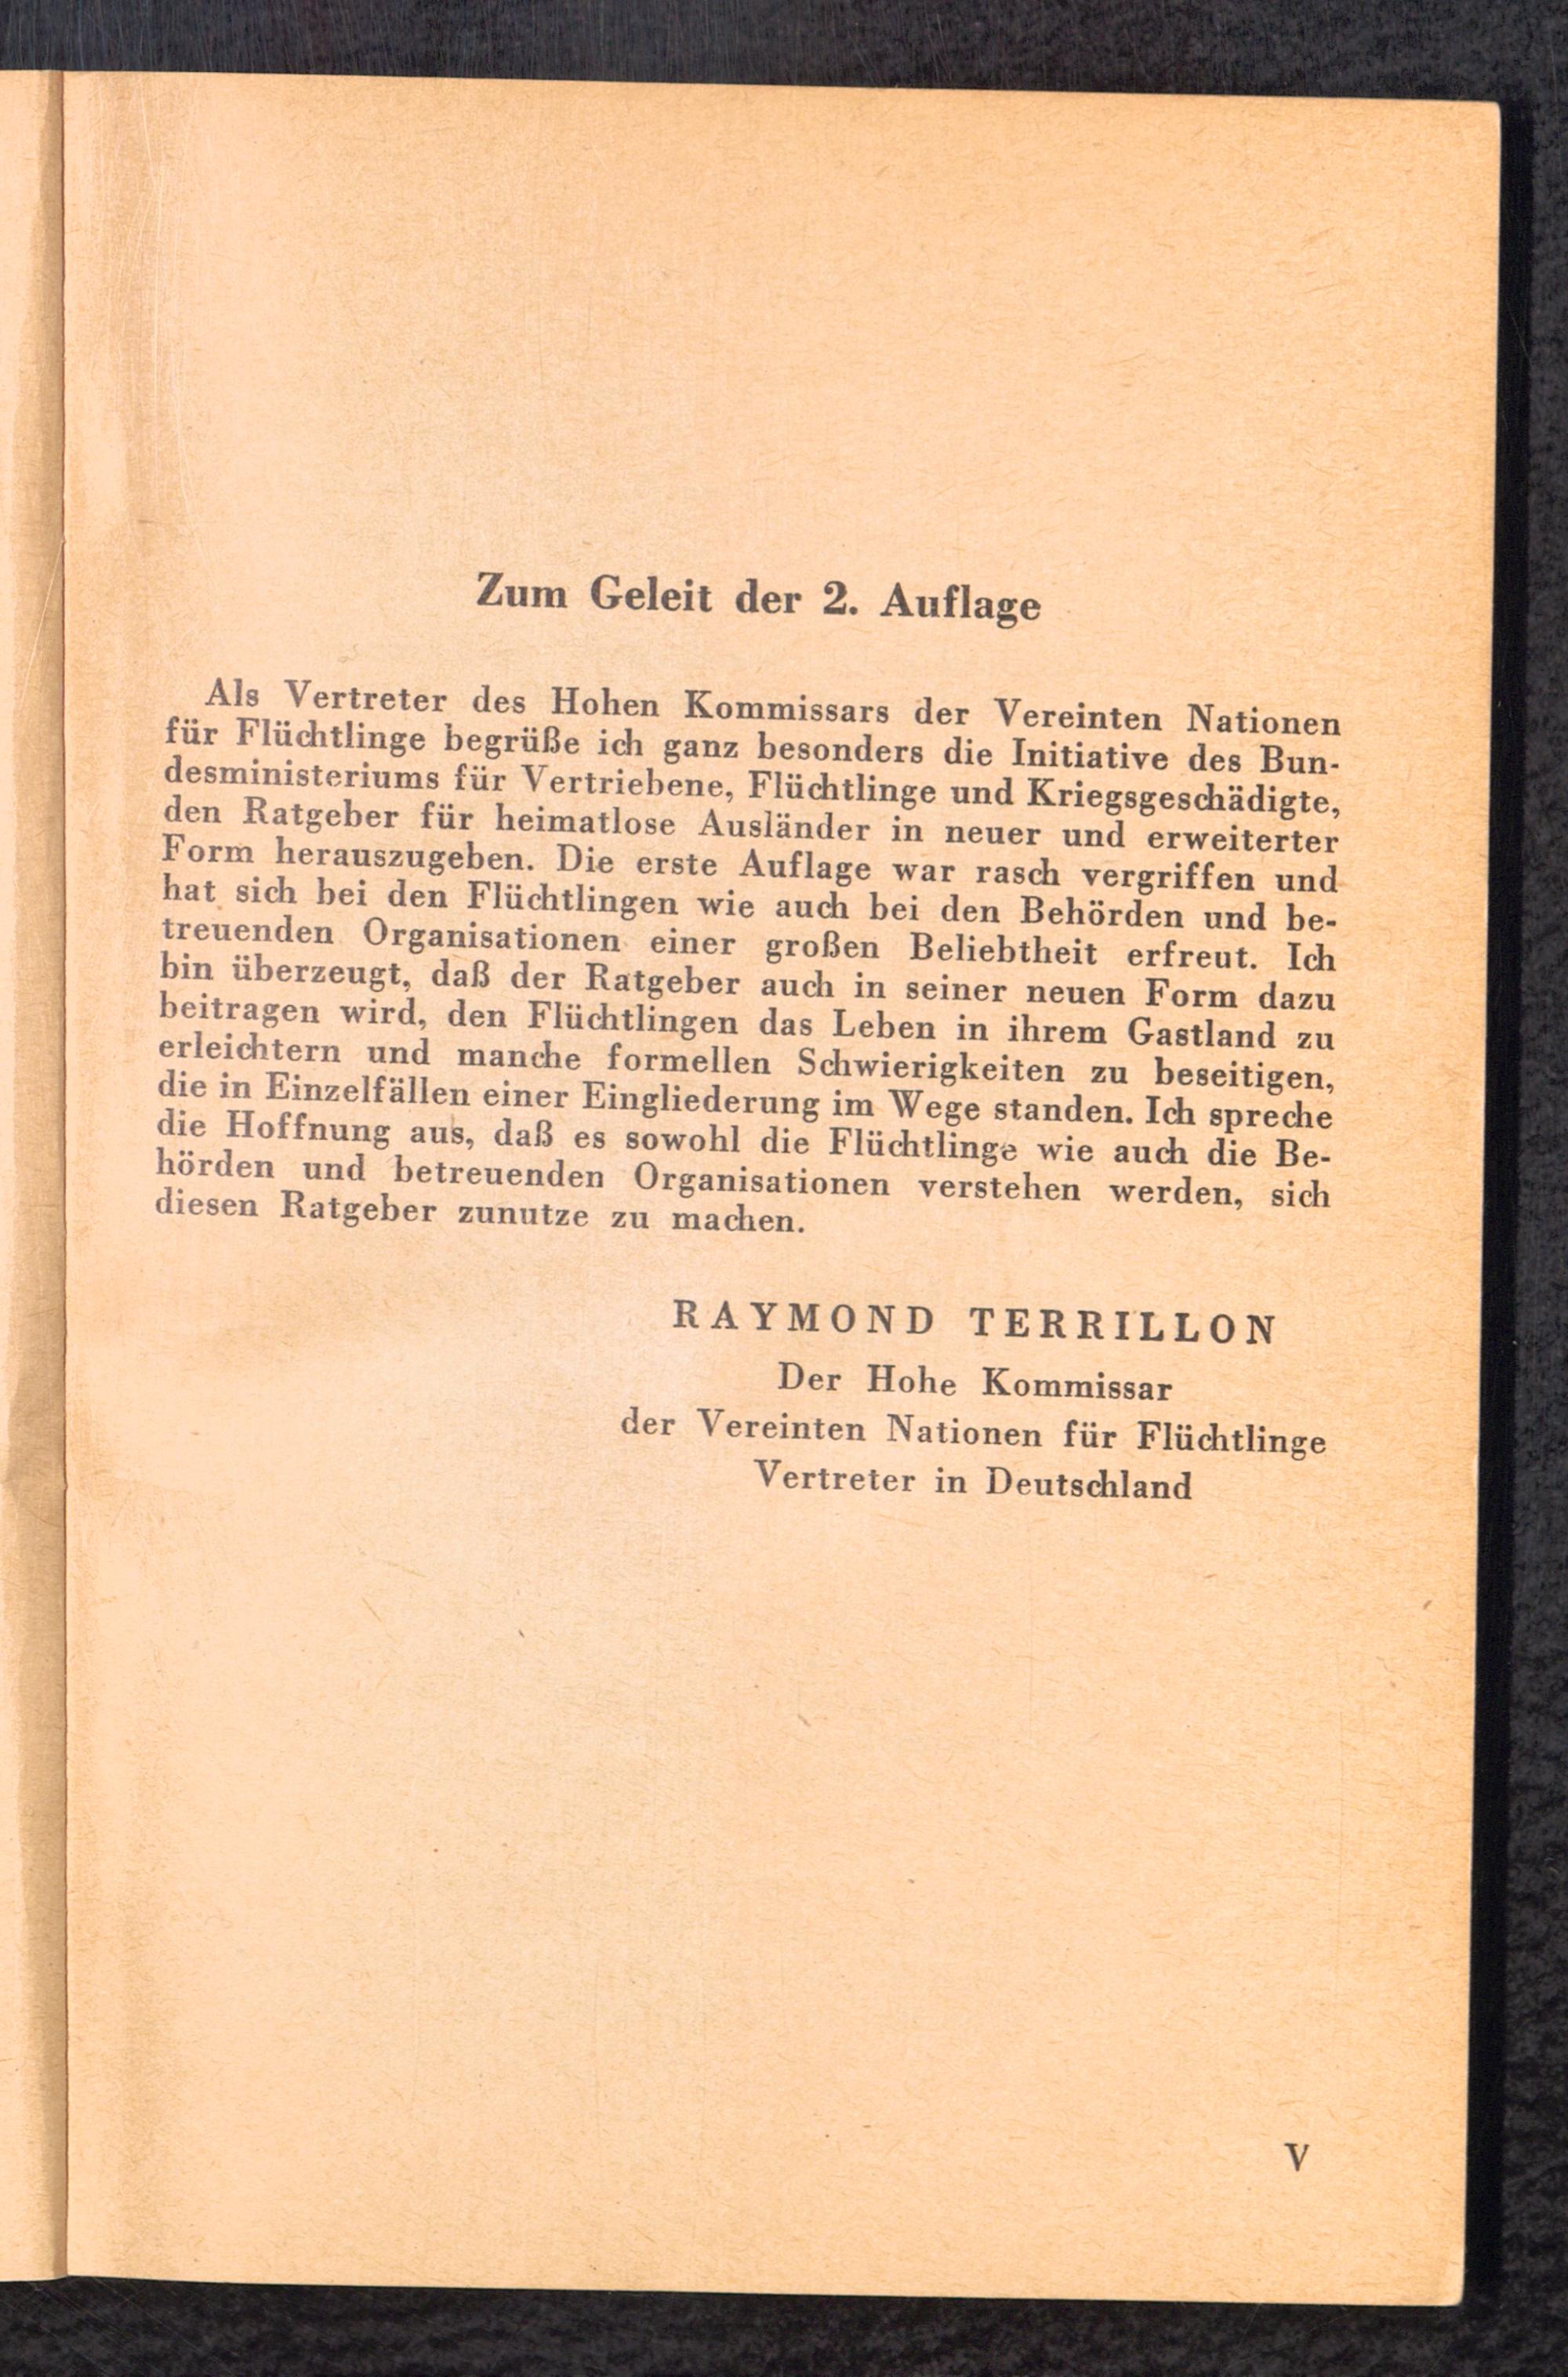 Zum Geleit der 2. Auflage
Als Vertreter des Hohen Kommissars der Vereinten Nationen
für Flüchtlinge begrüße ich ganz besonders die Initiative des Bun-
desministeriums für Vertriebene, Flüchtlinge und Kriegsgeschädigte,
den Ratgeber für heimatlose Ausländer in neuer und erweiterter
Form herauszugeben. Die erste Auflage war rasch vergriffen und
hat sich bei den Flüchtlingen wie auch bei den Behörden und be-
treuenden Organisationen einer großen Beliebtheit erfreut. Ich
bin überzeugt, daß der Ratgeber auch in seiner neuen Form dazu
beitragen wird, den Flüchtlingen das Leben in ihrem Gastland zu
erleichtern und manche formellen Schwierigkeiten zu beseitigen,
die in Einzelfällen einer Eingliederung im Wege standen. Ich spreche
die Hoffnung aus, daß es sowohl die Flüchtlinge wie auch die Be-
hörden und betreuenden Organisationen verstehen werden, sich
diesen Ratgeber zunutze zu machen.
RAYMOND TERRILLON
Der Hohe Kommissar
der Vereinten Nationen für Flüchtlinge
Vertreter in Deutschland
V